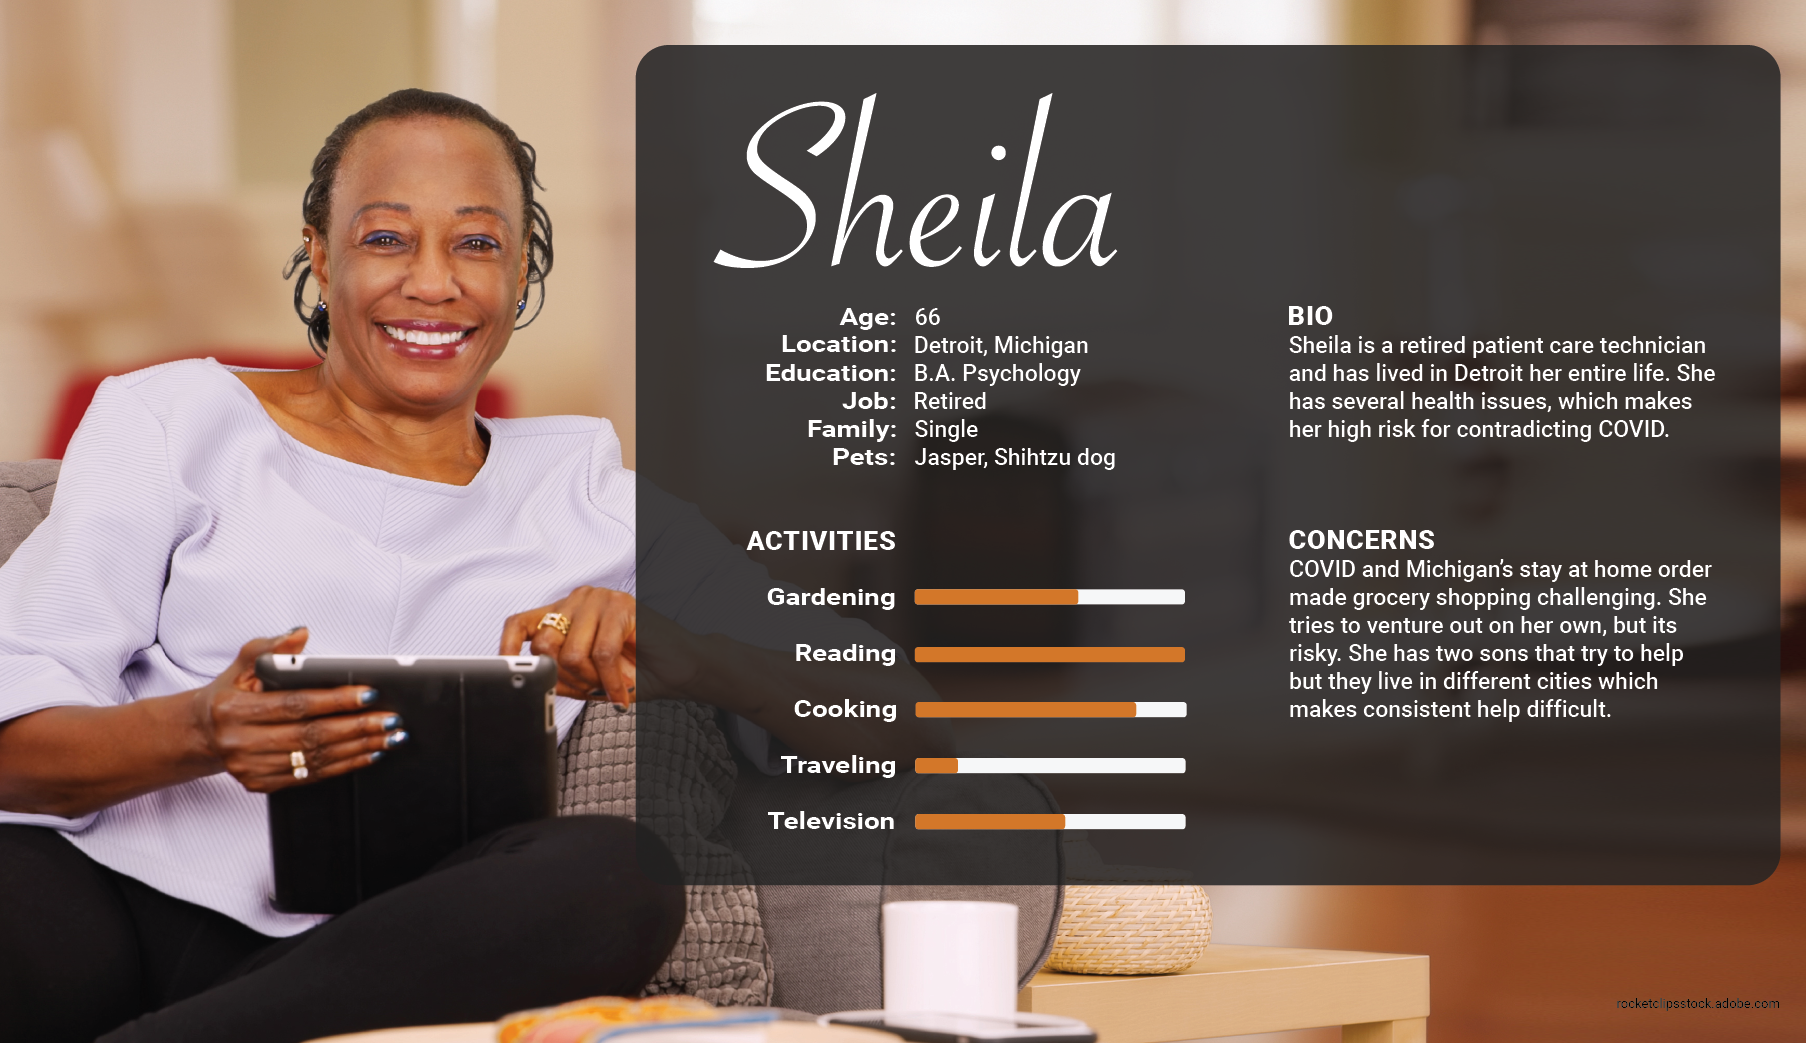 Sheila
Age: 66
Location: Detroit, Michigan
Education: B.A. Psychology
Job: Retired
Family: Single
Pets: Jasper, Shihtzu dog
BIO
Sheila is a retired patient care technician
and has lived in Detroit her entire life. She
has several health issues, which makes
her high risk for contradicting COVID.
ACTIVITIES
Gardening
Reading
Cooking
Traveling
Television
CONCERNS
COVID and Michigan’s stay at home order
made grocery shopping challenging. She
tries to venture out on her own, but its
risky. She has two sons that try to help
but they live in different cities which
makes consistent help difficult.
rocketclipsstock.adobe.com